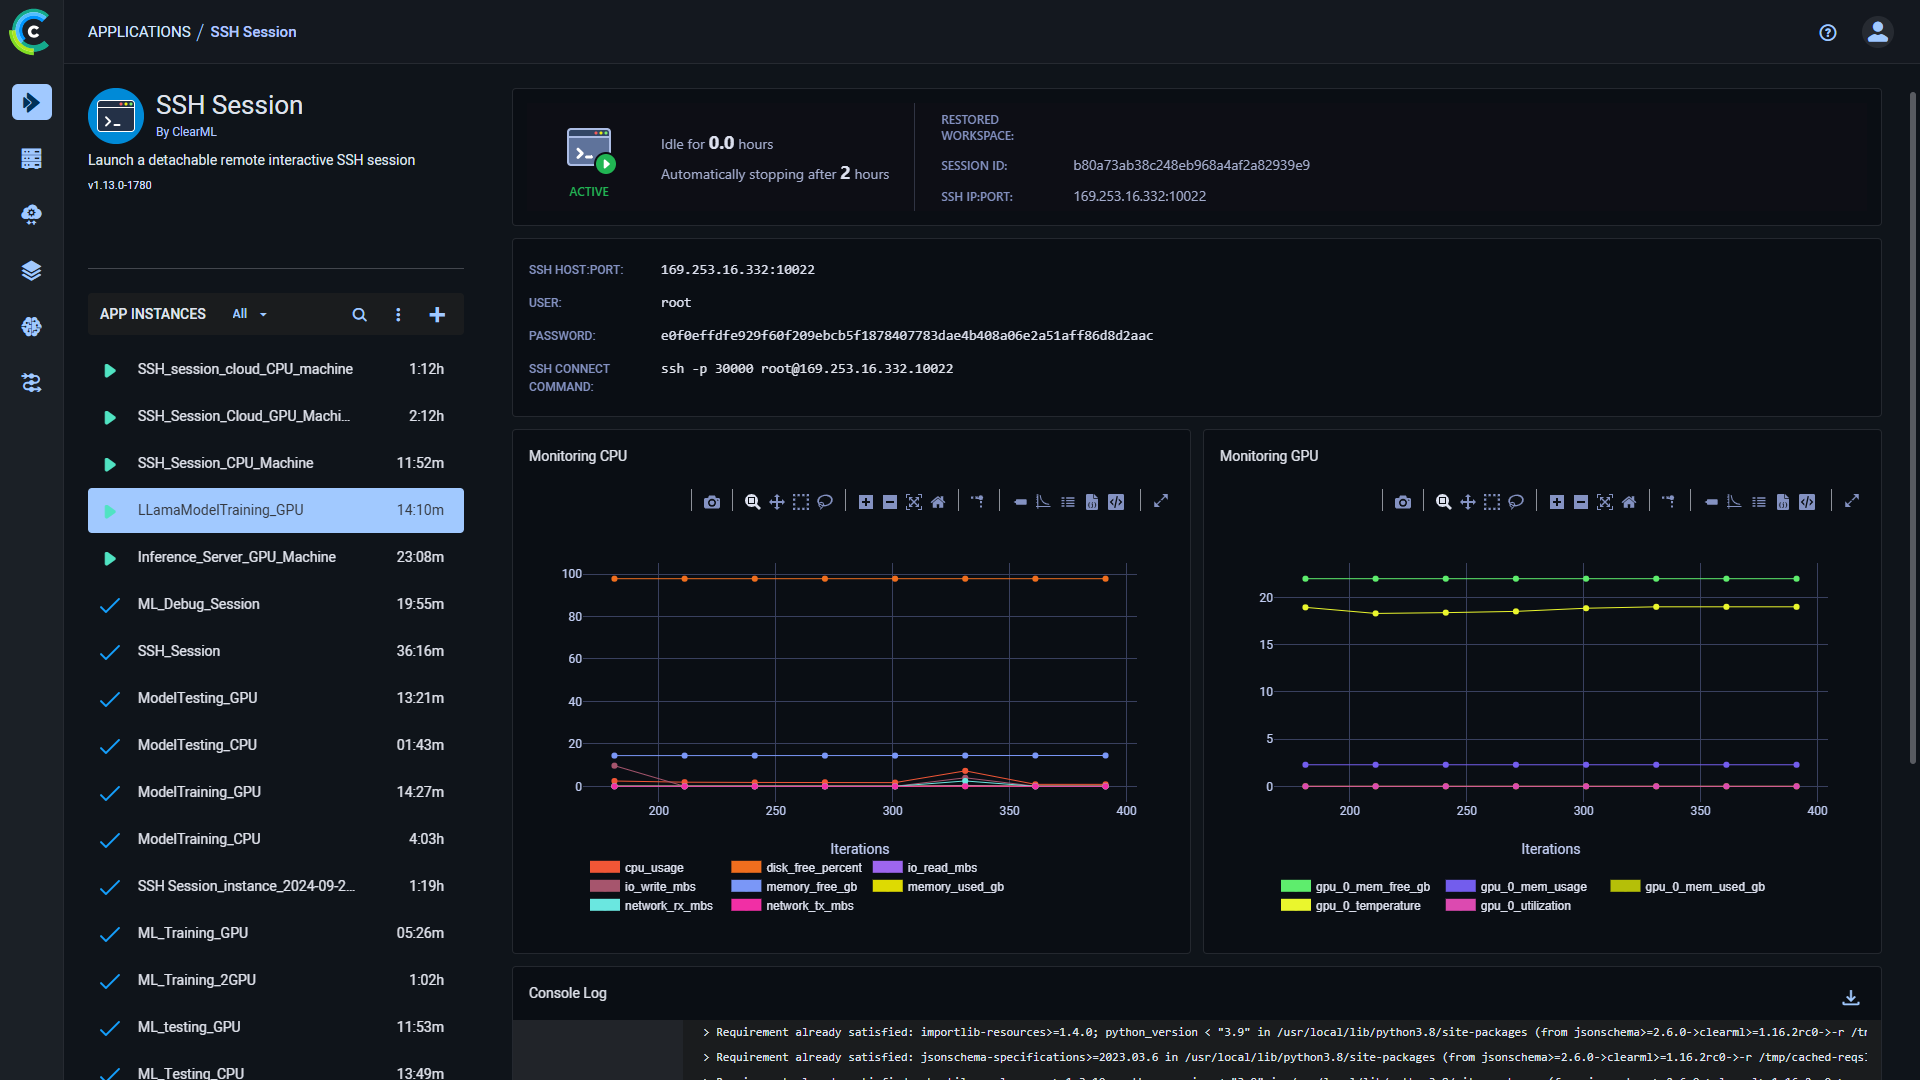 APPLICATIONS / SSH Session
SSH Session
By ClearML
Launch a detachable remote interactive SSH session
v1.13.0-1780
APP INSTANCES All
SSH_session_cloud_CPU_machine 1:12h
SSH_Session_Cloud_GPU_Machi... 2:12h
SSH_Session_CPU_Machine 11:52m
LLamaModelTraining_GPU 14:10m
Inference_Server_GPU_Machine 23:08m
ML_Debug_Session 19:55m
SSH_Session 36:16m
ModelTesting_GPU 13:21m
ModelTesting_CPU 01:43m
ModelTraining_GPU 14:27m
ModelTraining_CPU 4:03h
SSH Session_instance_2024-09-2... 1:19h
ML_Training_GPU 05:26m
ML_Training_2GPU 1:02h
ML_testing_GPU 11:53m
ML_Testing_CPU 13:49m
ACTIVE
Idle for 0.0 hours
Automatically stopping after 2 hours
RESTORED
WORKSPACE:
SESSION ID: b80a73ab38c248eb968a4af2a82939e9
SSH IP:PORT: 169.253.16.332:10022
SSH HOST:PORT: 169.253.16.332:10022
USER: root
PASSWORD: e0f0effdfe929f60f209ebcb5f1878407783dae4b408a06e2a51aff86d8d2aac
SSH CONNECT
COMMAND:
ssh -p 30000 root@169.253.16.332.10022
Monitoring CPU
100
80
60
40
20
0
200 250 300 350 400
Iterations
cpu_usage disk_free_percent io_read_mbs
io_write_mbs memory_free_gb memory_used_gb
network_rx_mbs network_tx_mbs
Monitoring GPU
20
15
10
5
0
200 250 300 350 400
Iterations
gpu_0_mem_free_gb gpu_0_mem_usage gpu_0_mem_used_gb
gpu_0_temperature gpu_0_utilization
Console Log
> Requirement already satisfied: importlib-resources>=1.4.0; python_version < "3.9" in /usr/local/lib/python3.8/site-packages (from jsonschema>=2.6.0->clearml>=1.16.2rc0->-r /tm
> Requirement already satisfied: jsonschema-specifications>=2023.03.6 in /usr/local/lib/python3.8/site-packages (from jsonschema>=2.6.0->clearml>=1.16.2rc0->-r /tmp/cached-reqs